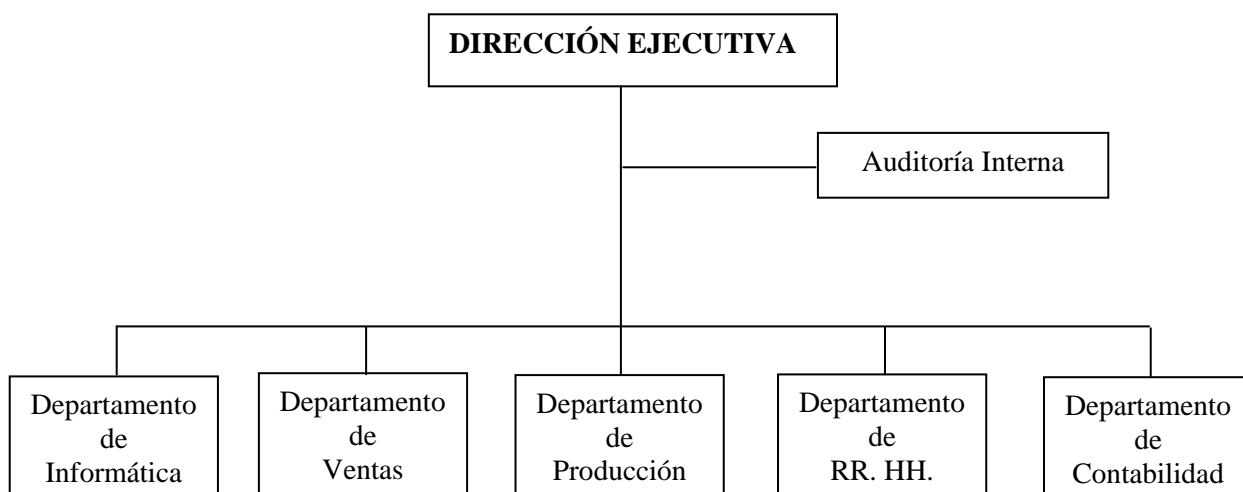 DIRECCIÓN EJECUTIVA
Auditoría Interna
Departamento
de
Informática
Departamento
de
Ventas
Departamento
de
Producción
Departamento
de
RR. HH.
Departamento
de
Contabilidad